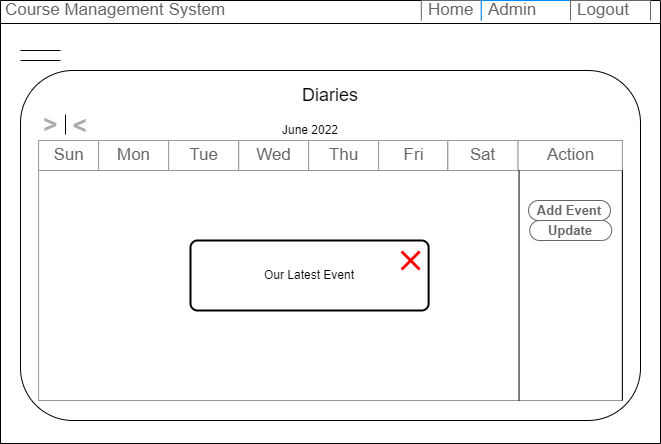 Course Management System Home Admin Logout
Diaries
> | <
June 2022
Sun Mon Tue Wed Thu Fri Sat Action
Add Event
Update
Our Latest Event